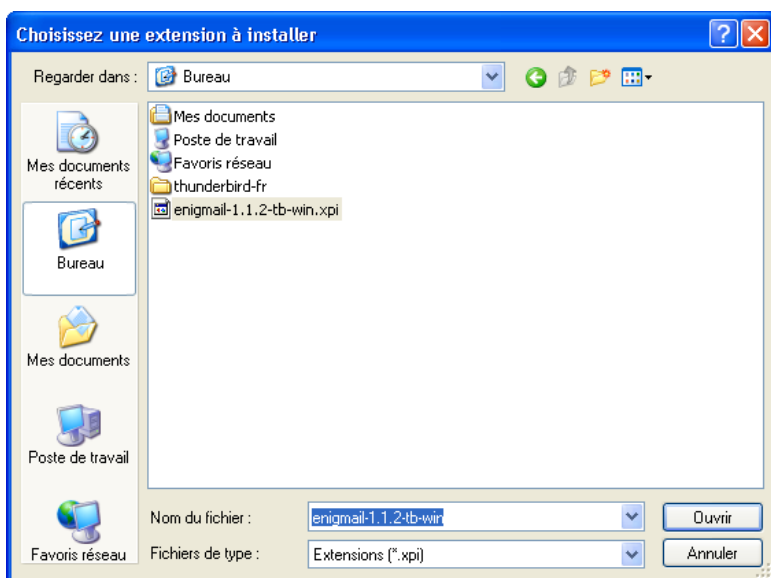 Choisissez une extension à installer
Regarder dans :
Bureau
Mes documents récents
Bureau
Mes documents
Poste de travail
Favoris réseau
Mes documents
Poste de travail
Favoris réseau
thunderbird-fr
enigmail-1.1.2-tb-win.xpi
Nom du fichier :
enigmail-1.1.2-tb-win
Ouvrir
Fichiers de type :
Extensions (*.xpi)
Annuler